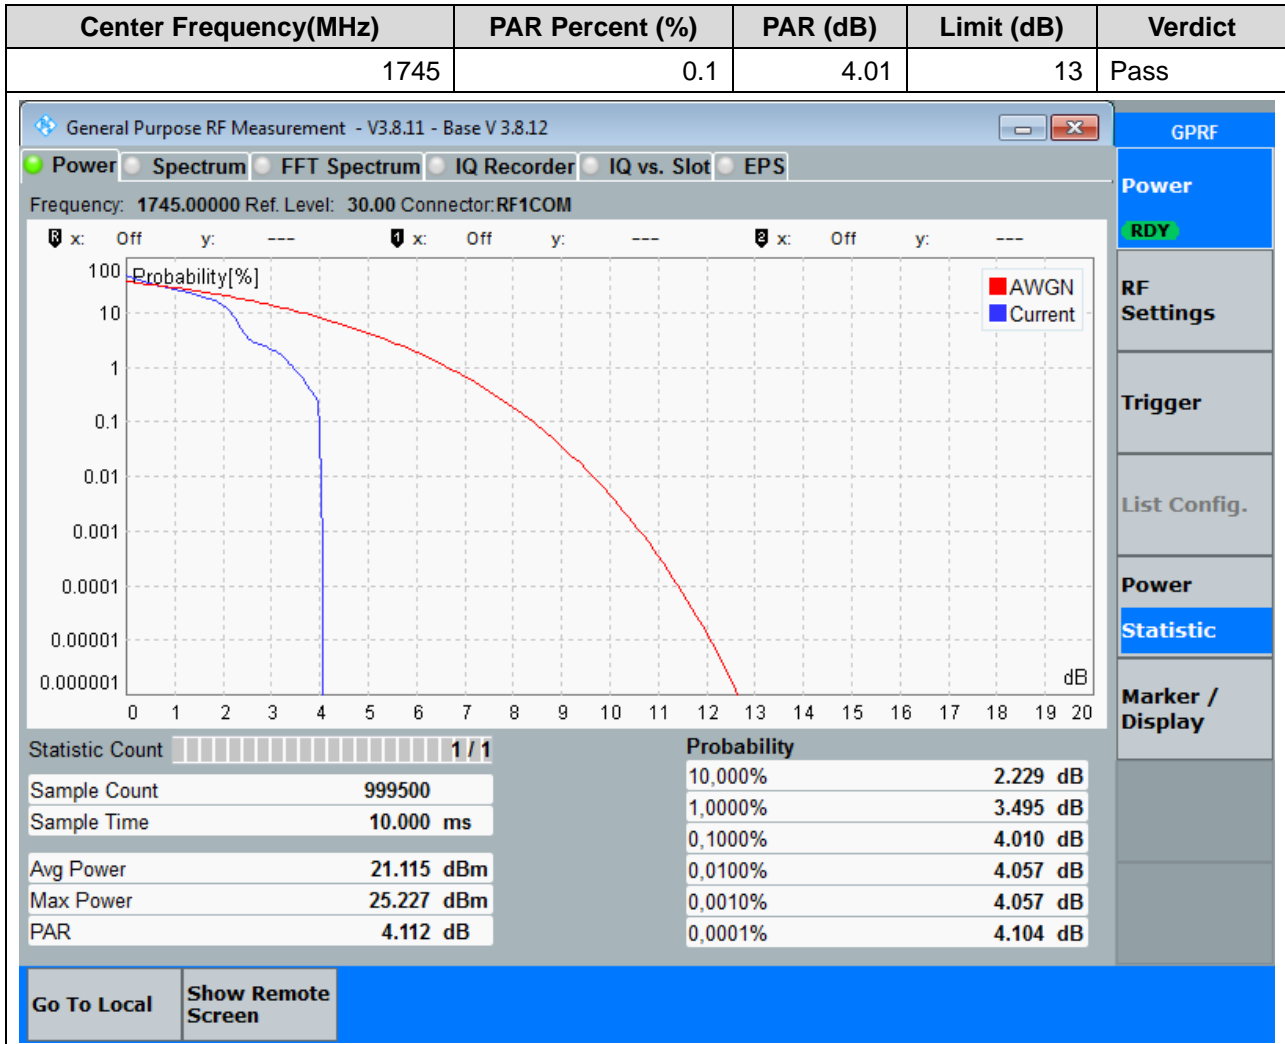 Center Frequency(MHz) PAR Percent (%) PAR (dB) Limit (dB) Verdict
1745 0.1 4.01 13 Pass
General Purpose RF Measurement - V3.8.11 - Base V 3.8.12
GPRF
Power Spectrum FFT Spectrum IQ Recorder IQ vs. Slot EPS
Frequency: 1745.00000 Ref. Level: 30.00 Connector:RF1COM
R x: Off y: --- 1 x: Off y: --- 2 x: Off y: ---
Probability[%]
AWGN
Current
100
10
1
0.1
0.01
0.001
0.0001
0.00001
0.000001
dB
0 1 2 3 4 5 6 7 8 9 10 11 12 13 14 15 16 17 18 19 20
Statistic Count 1 / 1
Sample Count 999500
Sample Time 10.000 ms
Avg Power 21.115 dBm
Max Power 25.227 dBm
PAR 4.112 dB
Probability
10,000% 2.229 dB
1,0000% 3.495 dB
0,1000% 4.010 dB
0,0100% 4.057 dB
0,0010% 4.057 dB
0,0001% 4.104 dB
Power
RDY
RF
Settings
Trigger
List Config.
Power
Statistic
Marker /
Display
Go To Local
Show Remote
Screen